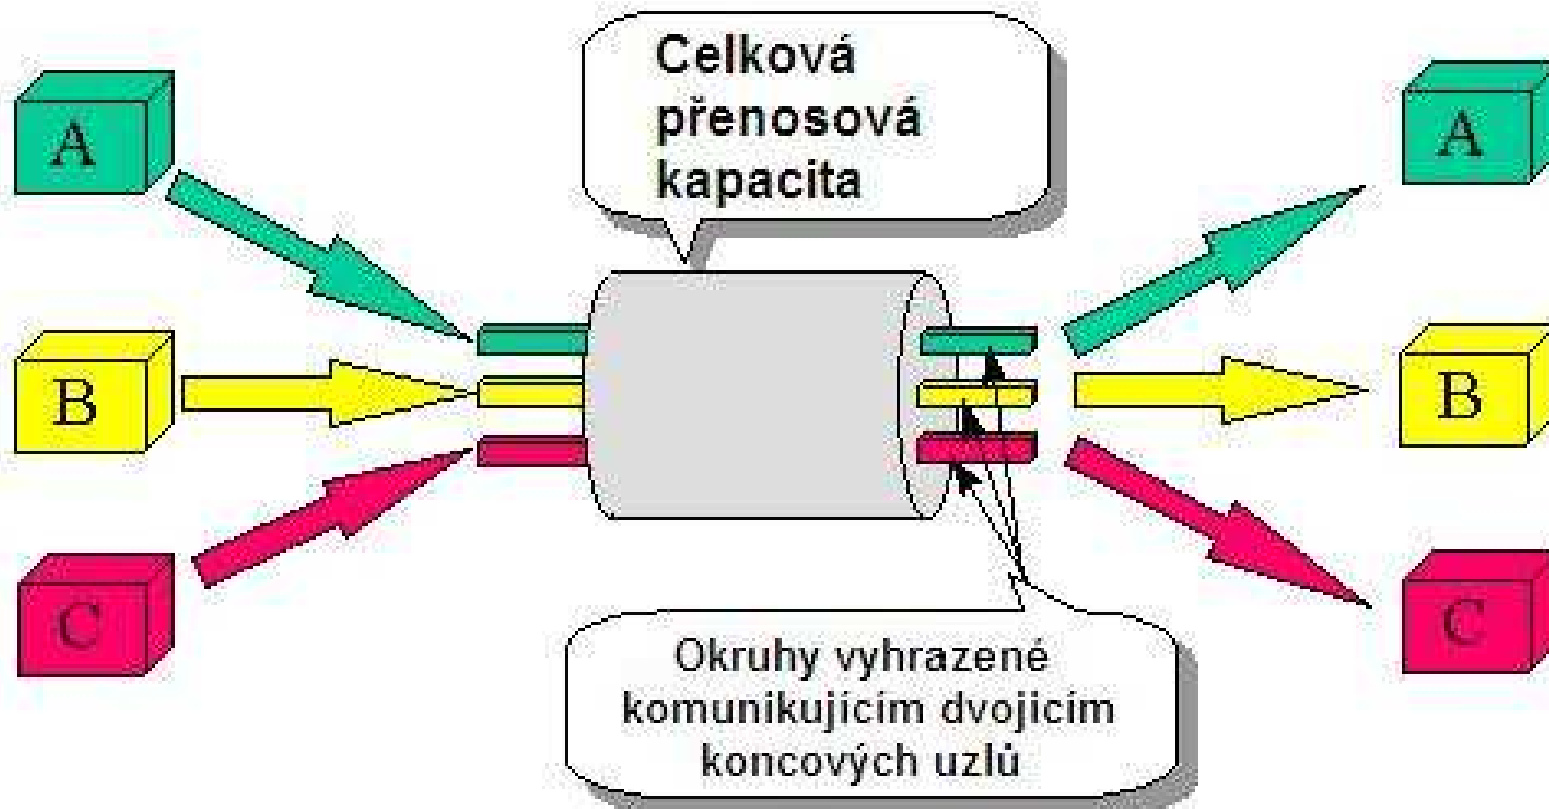 Celková
přenosová
kapacita
A
A
B
B
C
C
Okruhy vyhrazené
komunikujícím dvojicím
koncových uzlů